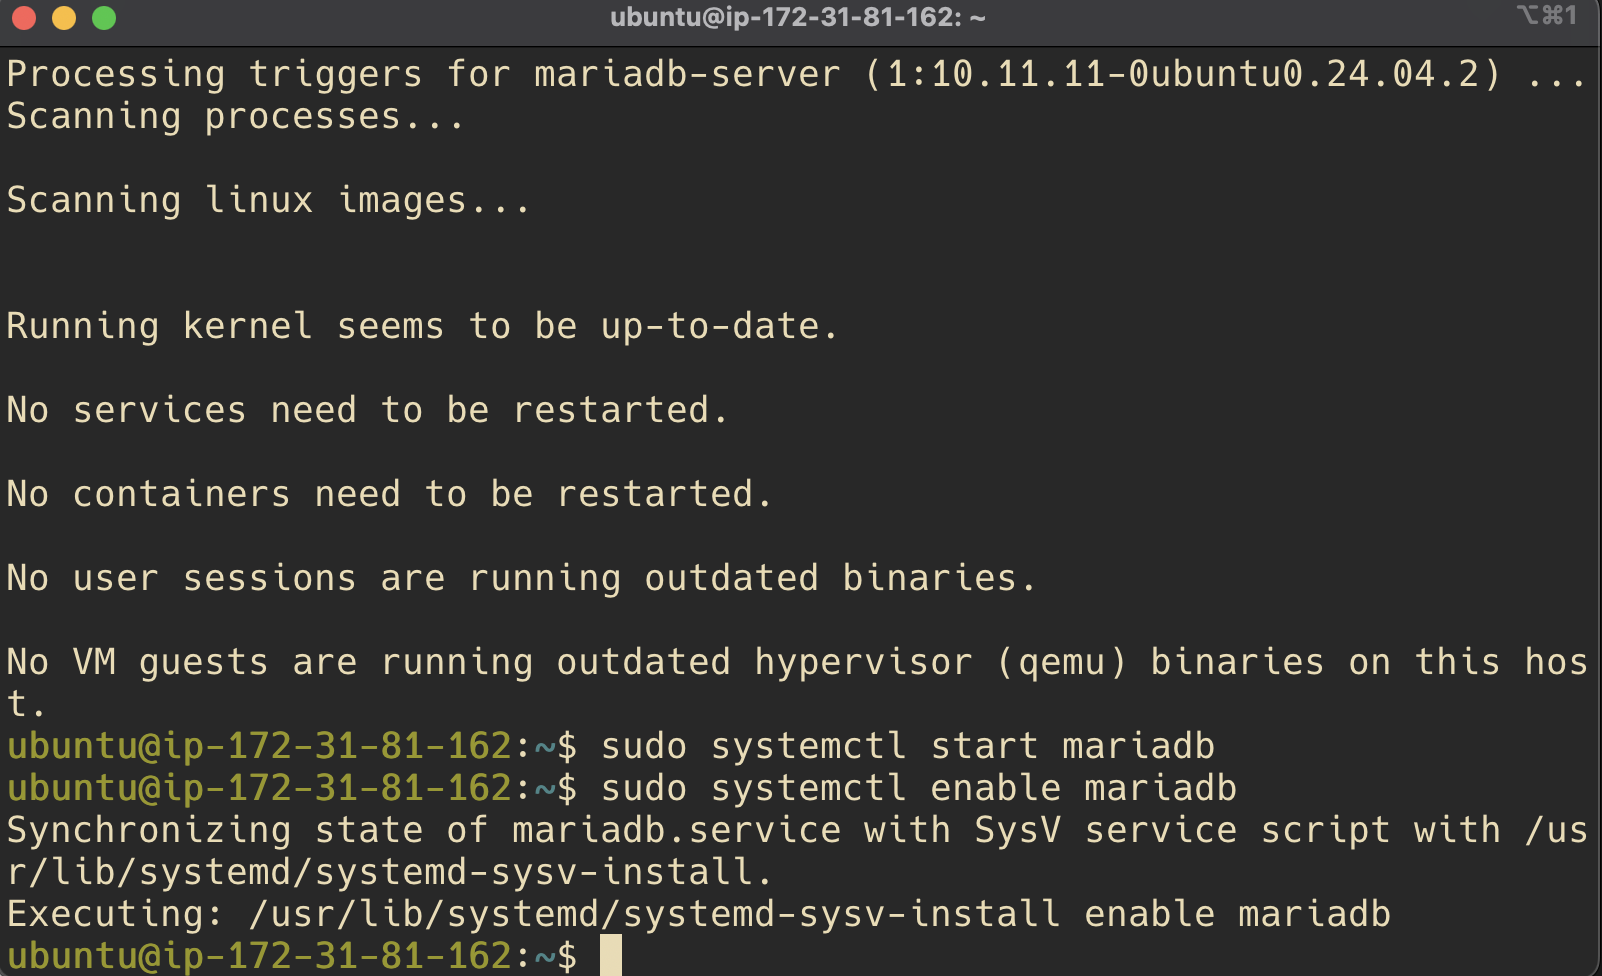 ubuntu@ip-172-31-81-162: ~
⌥⌘1
Processing triggers for mariadb-server (1:10.11.11-0ubuntu0.24.04.2) ...
Scanning processes...
Scanning linux images...
Running kernel seems to be up-to-date.
No services need to be restarted.
No containers need to be restarted.
No user sessions are running outdated binaries.
No VM guests are running outdated hypervisor (qemu) binaries on this hos
t.
ubuntu@ip-172-31-81-162:~$ sudo systemctl start mariadb
ubuntu@ip-172-31-81-162:~$ sudo systemctl enable mariadb
Synchronizing state of mariadb.service with SysV service script with /us
r/lib/systemd/systemd-sysv-install.
Executing: /usr/lib/systemd/systemd-sysv-install enable mariadb
ubuntu@ip-172-31-81-162:~$